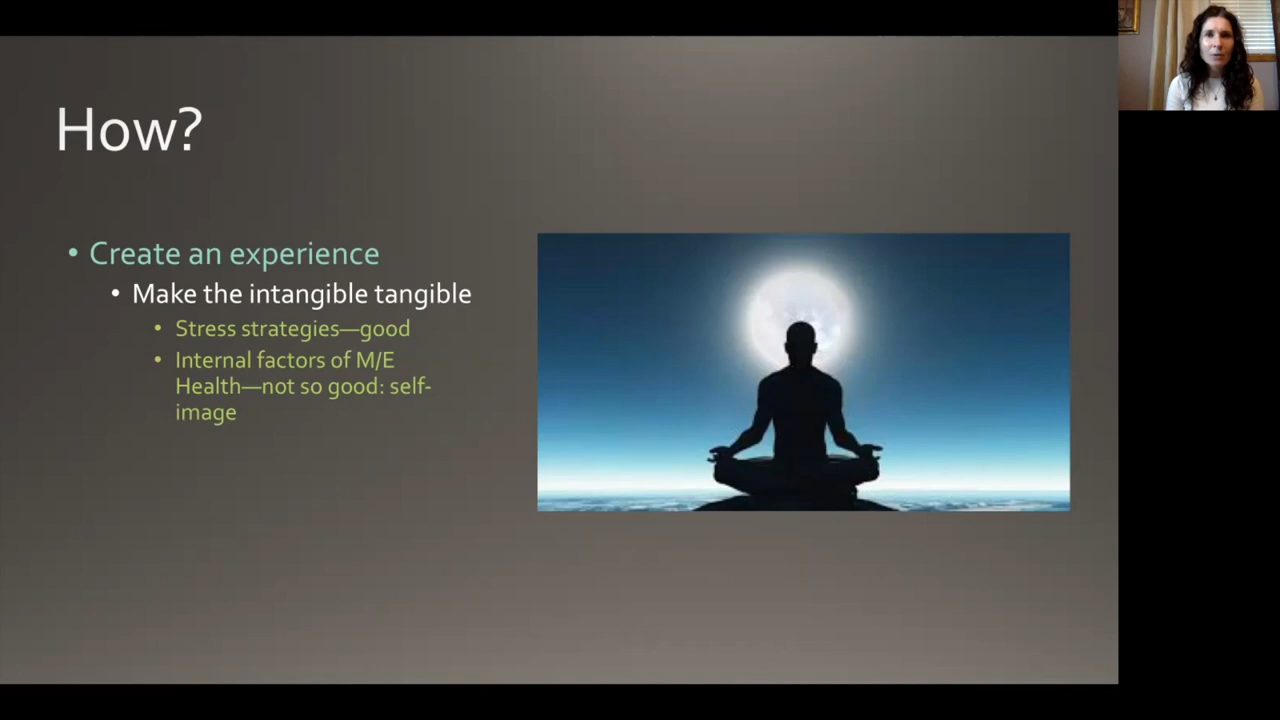 How?
• Create an experience
• Make the intangible tangible
• Stress strategies—good
• Internal factors of M/E
Health—not so good: self-
image